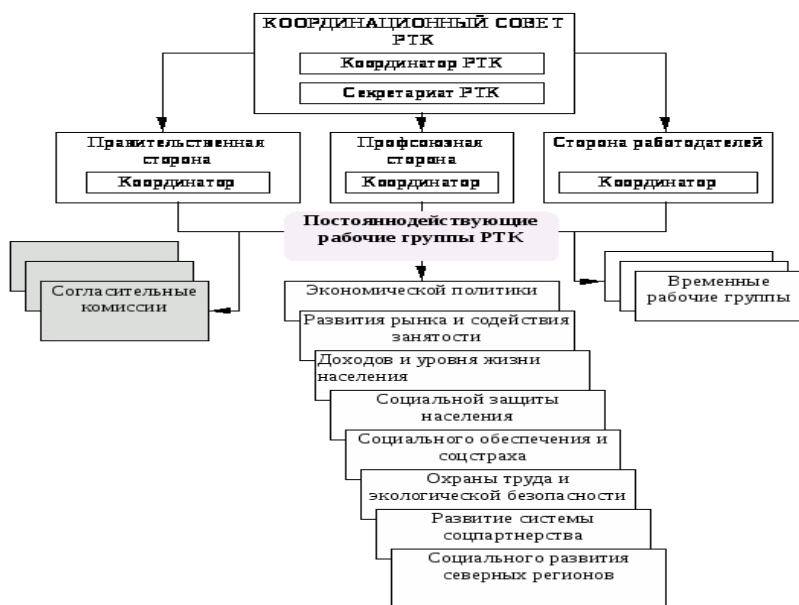 КООРДИНАЦИОННЫЙ СОВЕТ
РТК
Координатор РТК
Секретариат РТК
Правительственная
сторона
Координатор
Профсоюзная
сторона
Координатор
Сторона работодателей
Координатор
Постояннодействующие
рабочие группы РТК
Согласительные
комиссии
Временные
рабочие группы
Экономической политики
Развития рынка и содействия
занятости
Доходов и уровня жизни
населения
Социальной защиты
населения
Социального обеспечения и
соцстраха
Охраны труда и
экологической безопасности
Развитие системы
соцпартнерства
Социального развития
северных регионов